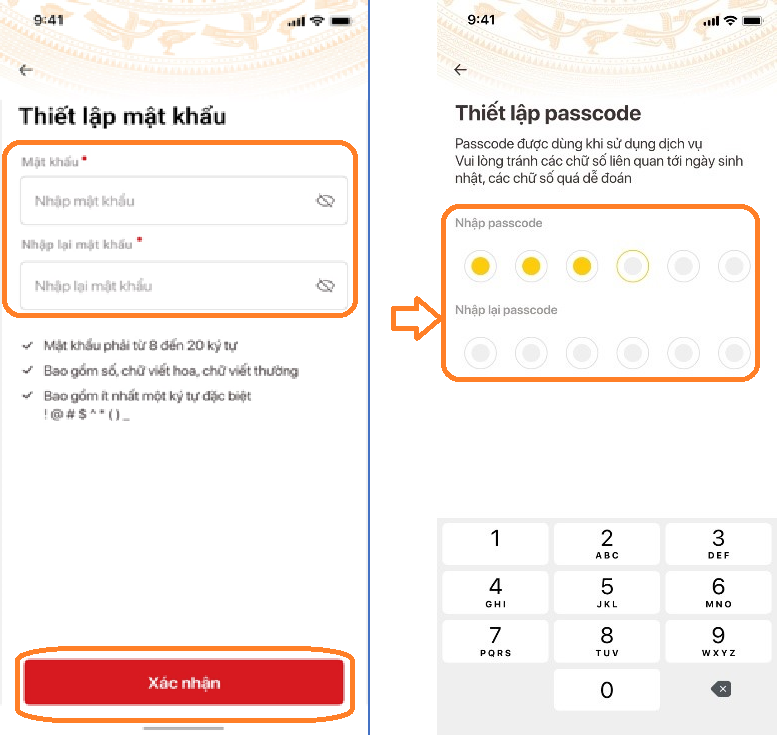 9:41
Thiết lập mật khẩu
Mật khẩu *
Nhập mật khẩu
Nhập lại mật khẩu *
Nhập lại mật khẩu
Mật khẩu phải từ 8 đến 20 ký tự
Bao gồm số, chữ viết hoa, chữ viết thường
Bao gồm ít nhất một ký tự đặc biệt
! @ # $ ^ * ( ) _
Xác nhận
9:41
Thiết lập passcode
Passcode được dùng khi sử dụng dịch vụ
Vui lòng tránh các chữ số liên quan tới ngày sinh
nhật, các chữ số quá dễ đoán
Nhập passcode
Nhập lại passcode
1 2 3
ABC DEF
4 5 6
GHI JKL MNO
7 8 9
PQRS TUV WXYZ
0